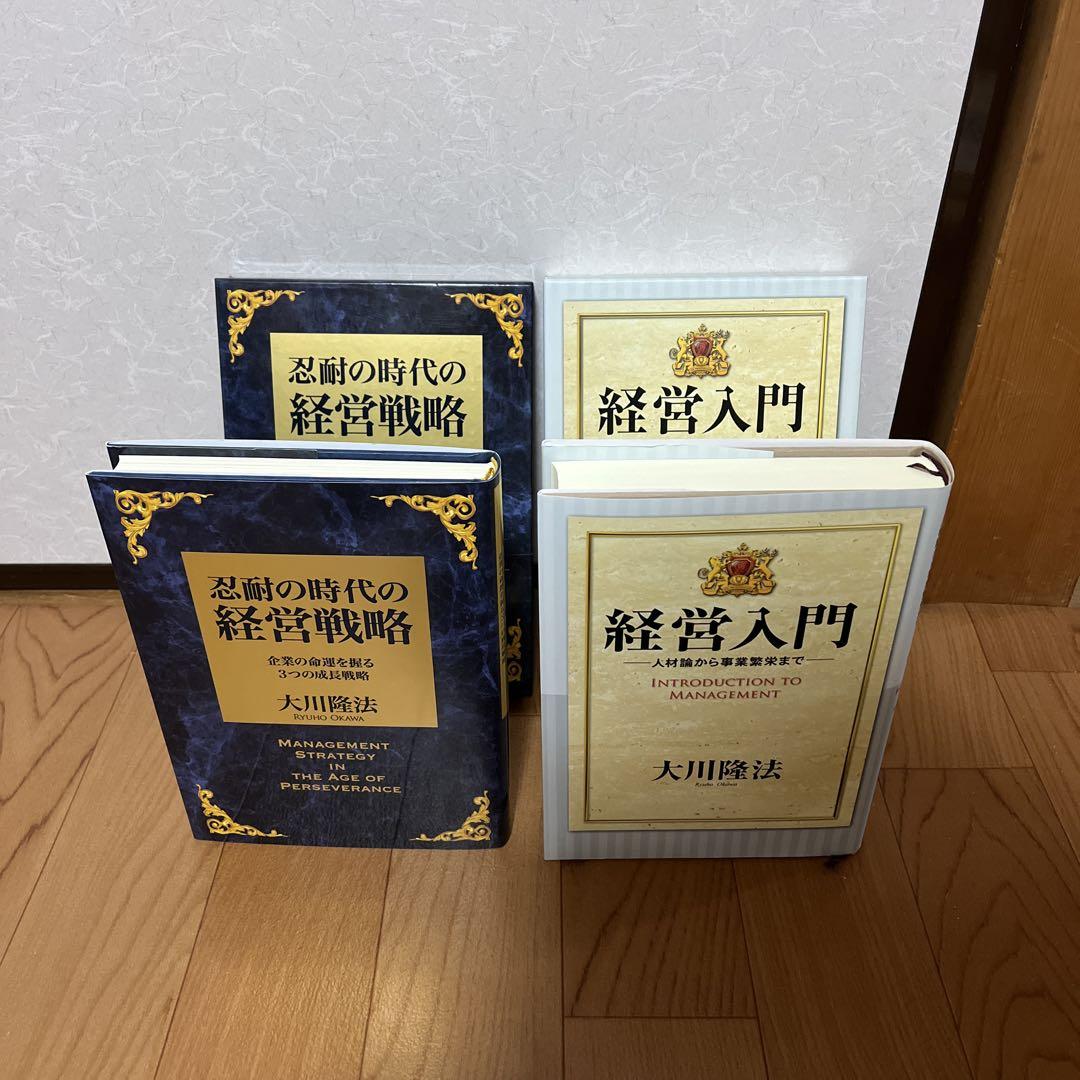 忍耐の時代の
経営戦略
経営入門
忍耐の時代の
経営戦略
企業の命運を握る
3つの成長戦略
大川隆法
RYUHO OKAWA
MANAGEMENT
STRATEGY
IN
THE AGE OF
PERSEVERANCE
経営入門
人材論から事業繁栄まで
INTRODUCTION TO
MANAGEMENT
大川隆法
Ryuho Okawa